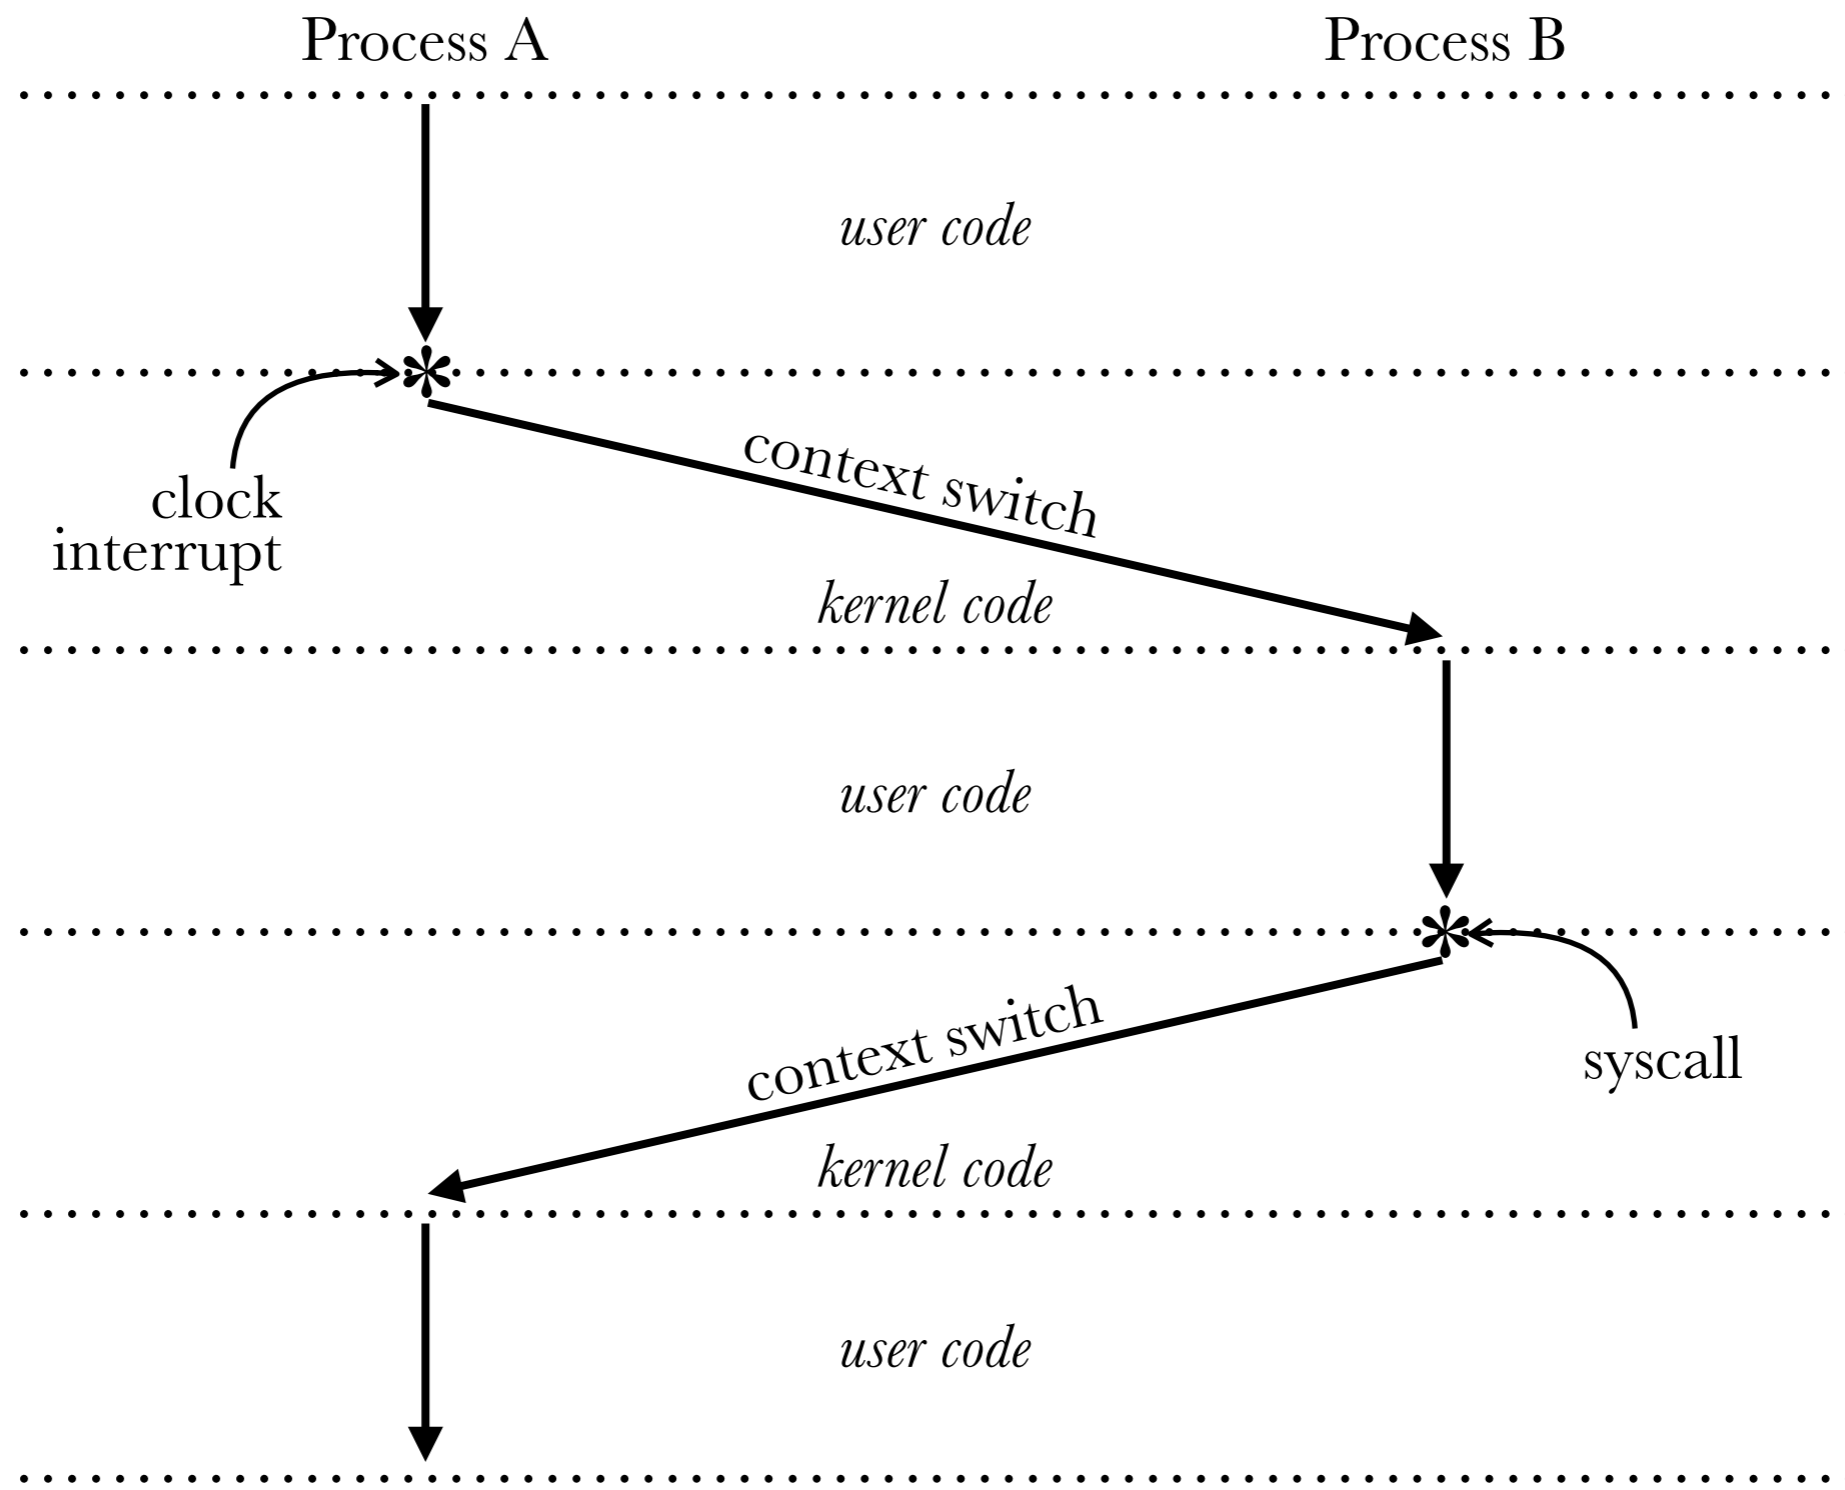 Process A
Process B
user code
context switch
clock
interrupt
kernel code
user code
context switch
syscall
kernel code
user code